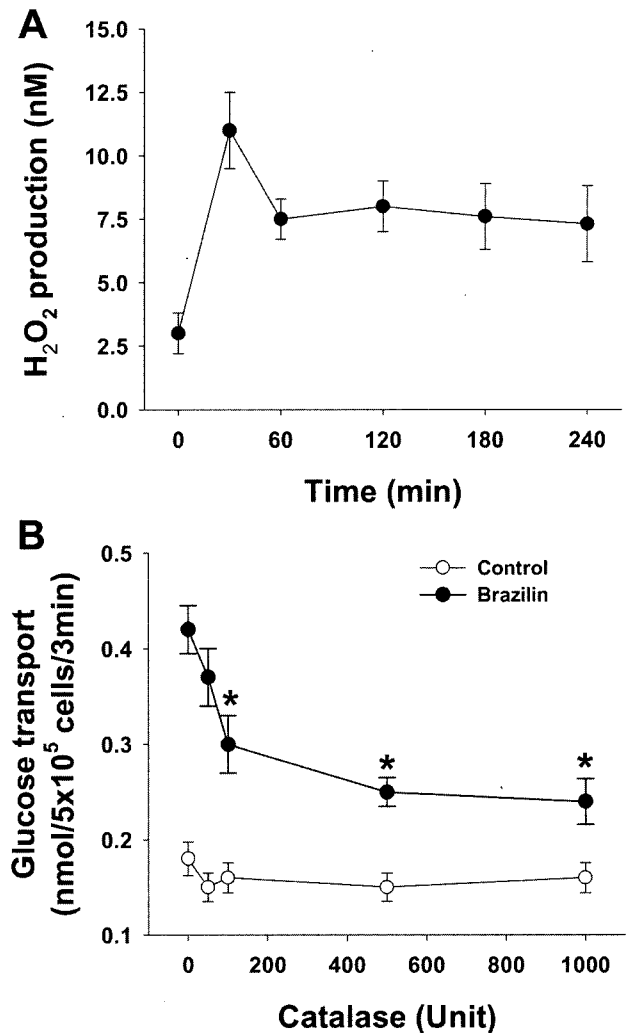 A
15.0
12.5
10.0
7.5
5.0
2.5
0.0
H₂O₂ production (nM)
0 60 120 180 240
Time (min)
B
0.5
0.4
0.3
0.2
0.1
Glucose transport
(nmol/5x10⁵ cells/3min)
Control
Brazilin
*
*
*
0 200 400 600 800 1000
Catalase (Unit)